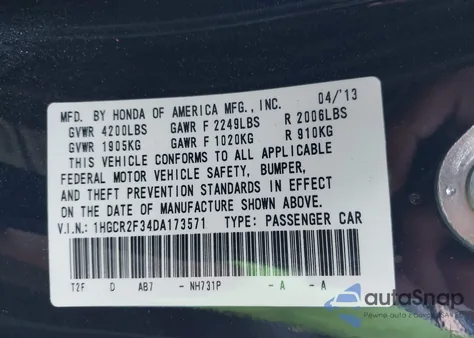 MFD. BY HONDA OF AMERICA MFG., INC. 04/'13
GVWR 4200LBS GAWR F 2249LBS R 2006LBS
GVWR 1905KG GAWR F 1020KG R 910KG
THIS VEHICLE CONFORMS TO ALL APPLICABLE
FEDERAL MOTOR VEHICLE SAFETY, BUMPER,
AND THEFT PREVENTION STANDARDS IN EFFECT
ON THE DATE OF MANUFACTURE SHOWN ABOVE.
V.I.N.: 1HGCR2F34DA173571 TYPE: PASSENGER CAR
T2F D AB7 - NH731P - A - A
autoSnap